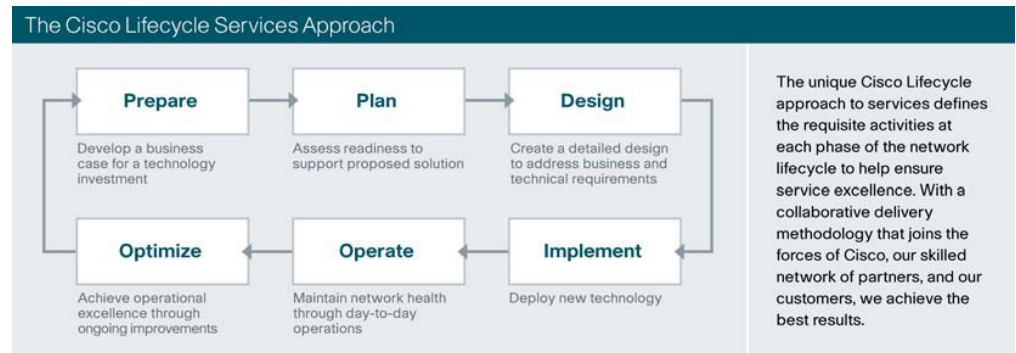 The Cisco Lifecycle Services Approach
Prepare
Develop a business
case for a technology
investment
Plan
Assess readiness to
support proposed solution
Design
Create a detailed design
to address business and
technical requirements
Optimize
Achieve operational
excellence through
ongoing improvements
Operate
Maintain network health
through day-to-day
operations
Implement
Deploy new technology
The unique Cisco Lifecycle
approach to services defines
the requisite activities at
each phase of the network
lifecycle to help ensure
service excellence. With a
collaborative delivery
methodology that joins the
forces of Cisco, our skilled
network of partners, and our
customers, we achieve the
best results.